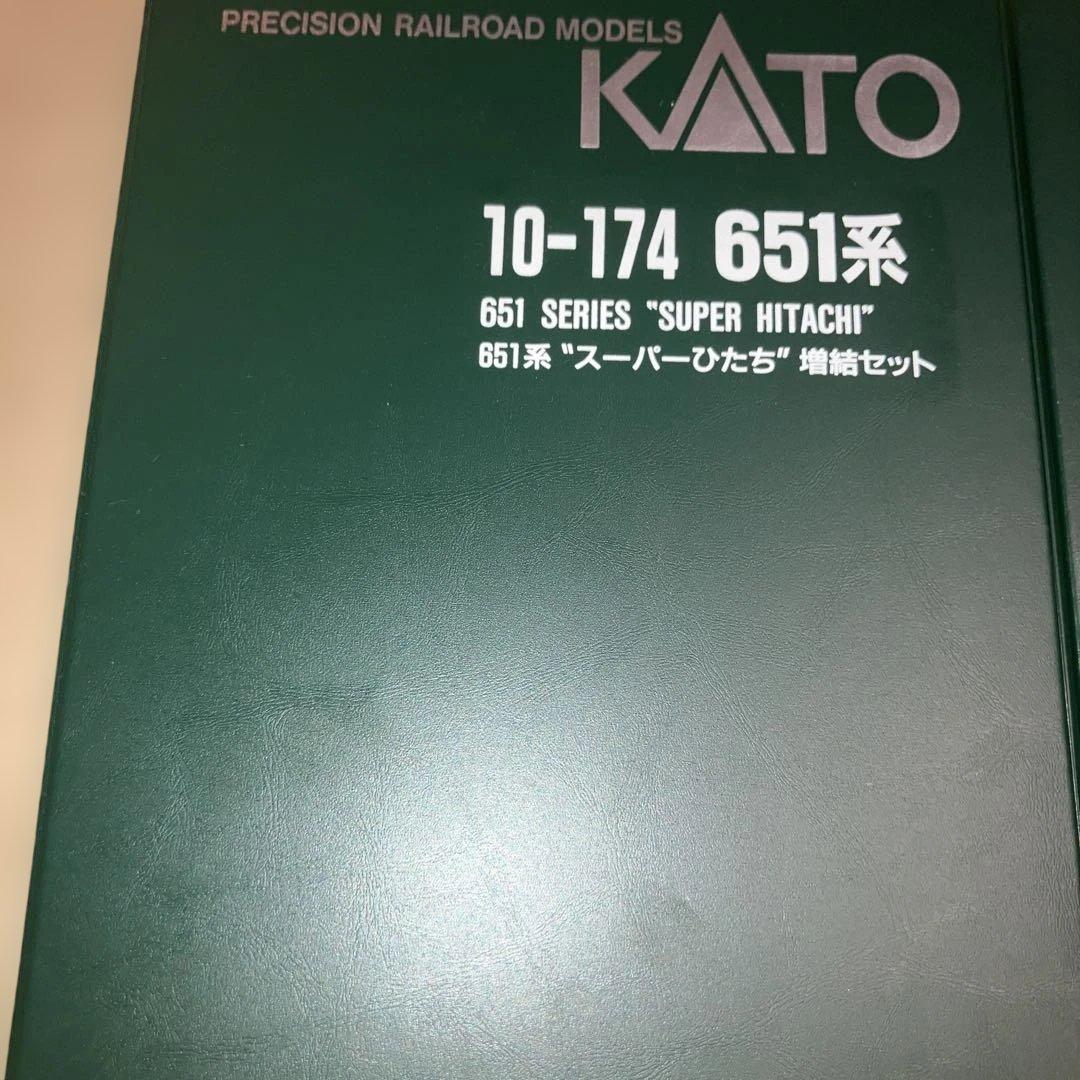 PRECISION RAILROAD MODELS
KATO
10-174 651系
651 SERIES "SUPER HITACHI"
651系 "スーパーひたち" 増結セット